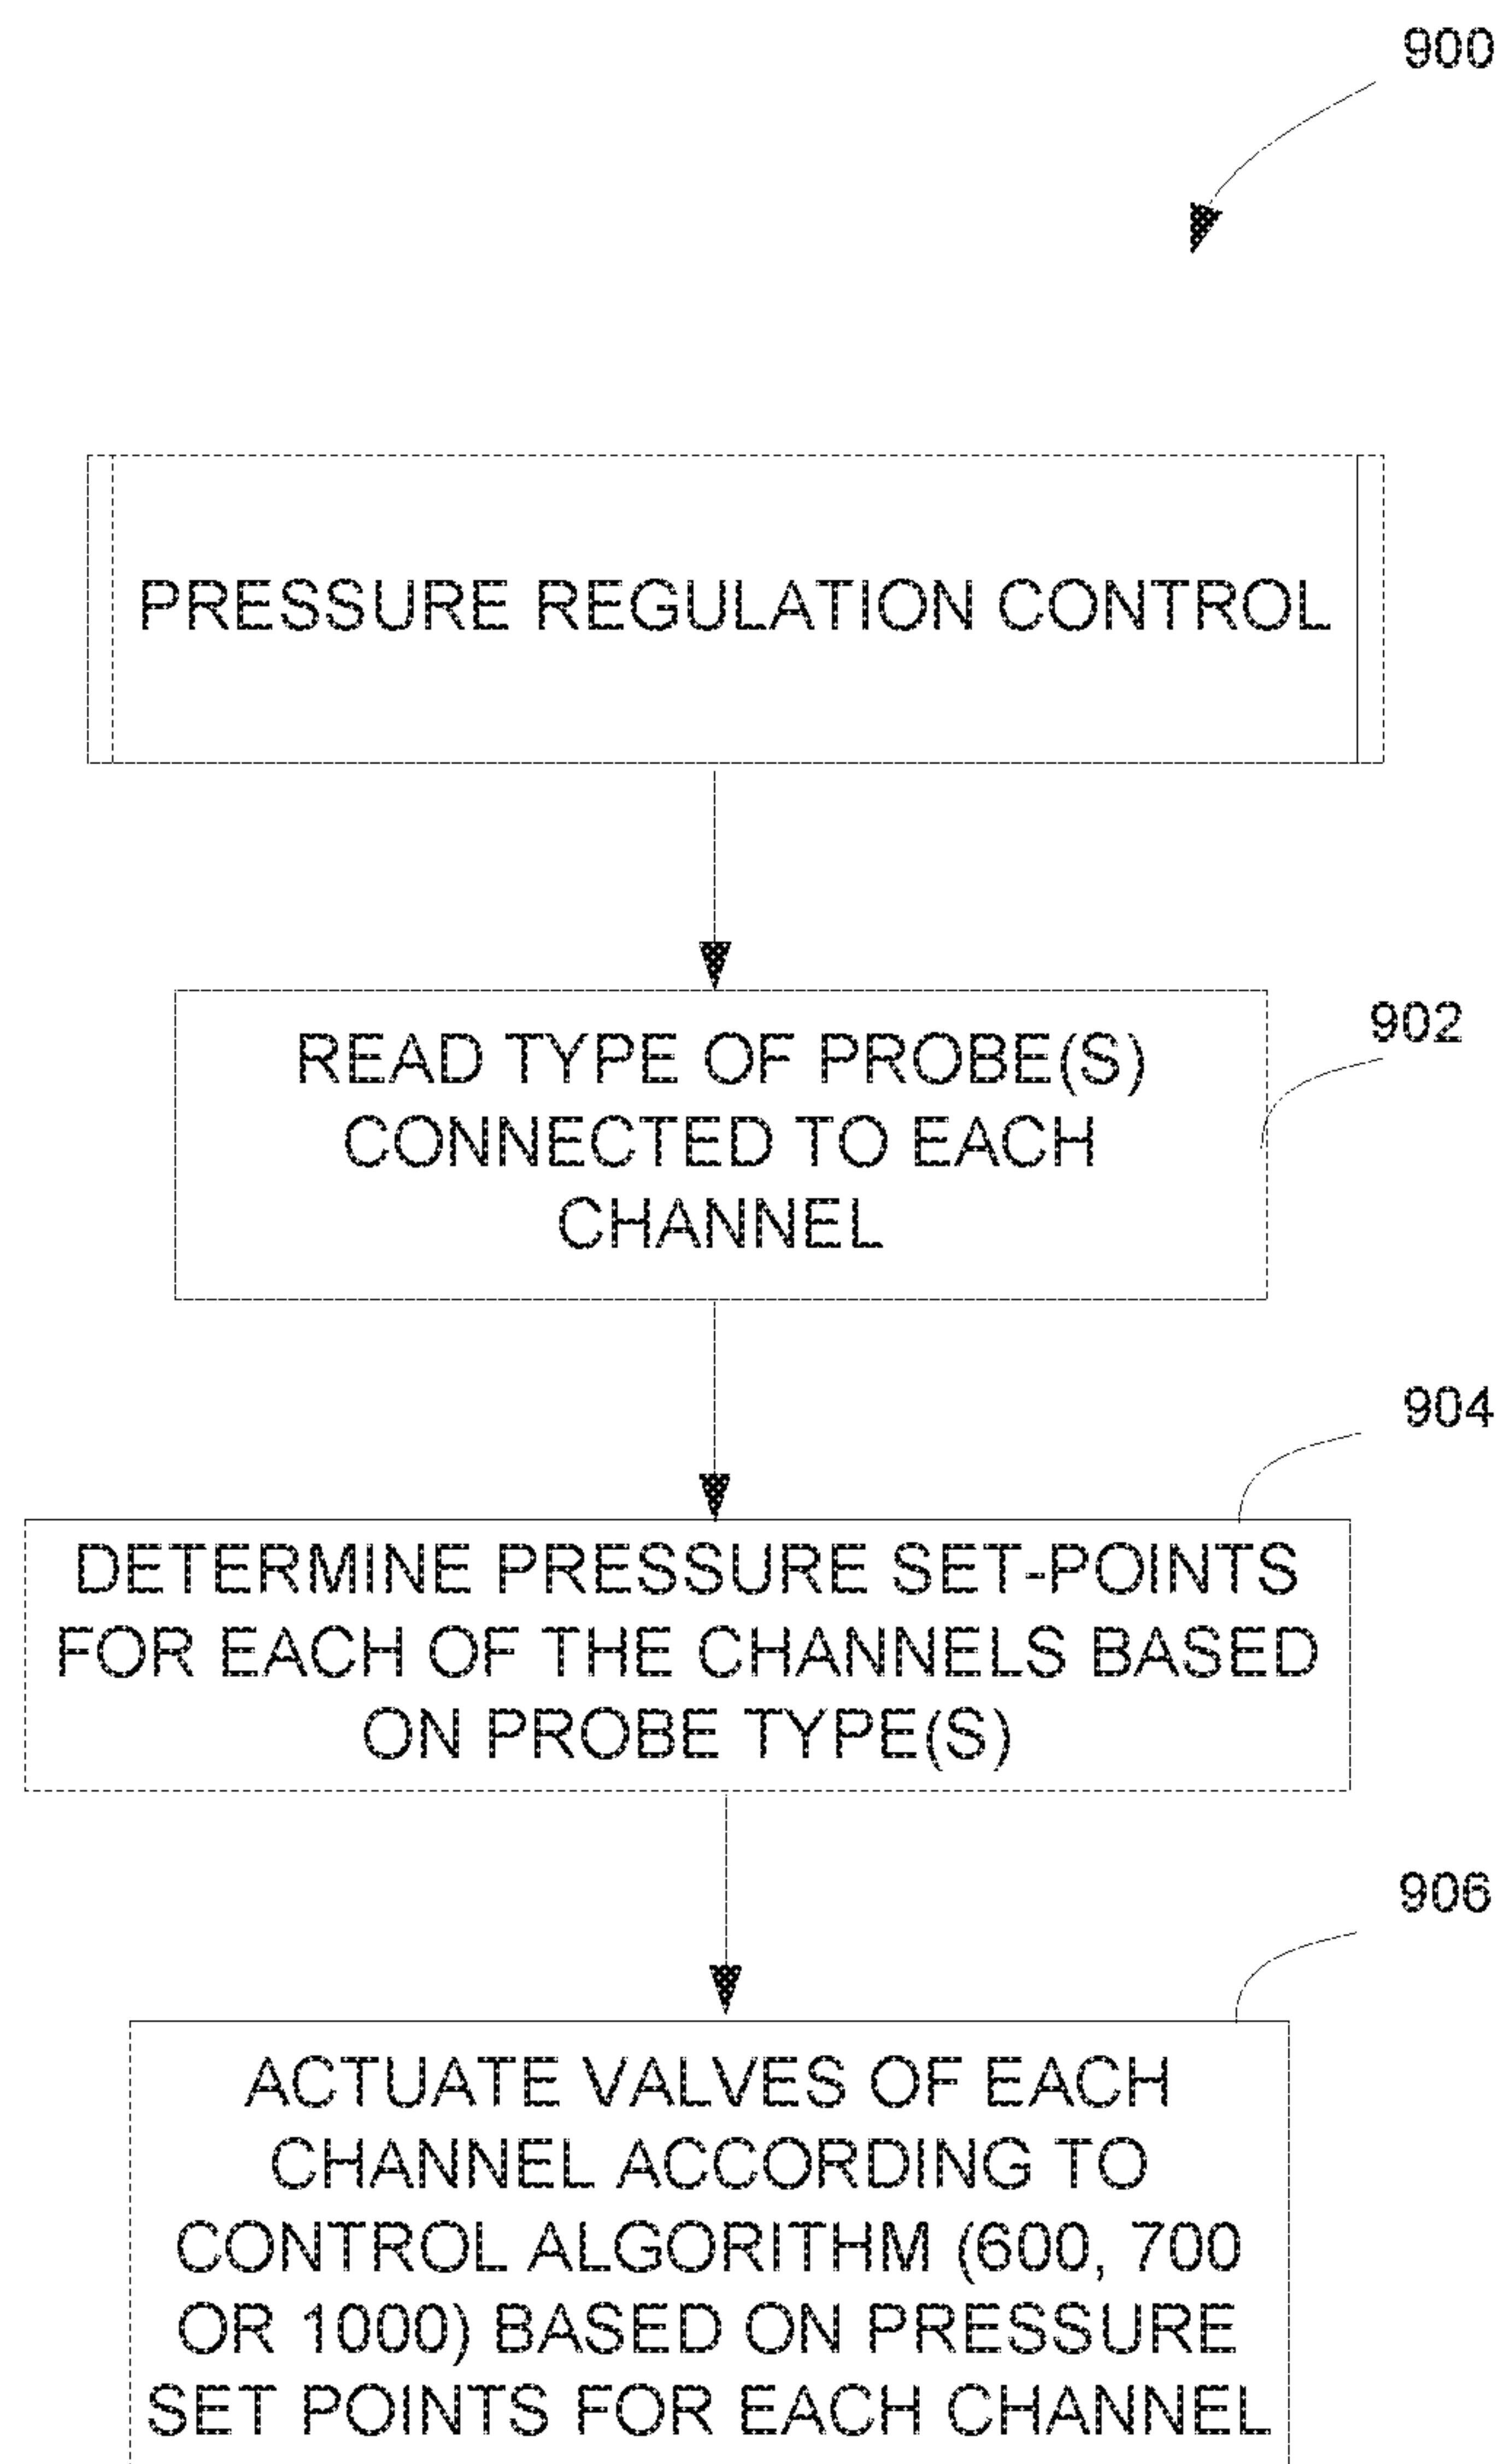 900
PRESSURE REGULATION CONTROL
902
READ TYPE OF PROBE(S)
CONNECTED TO EACH
CHANNEL
904
DETERMINE PRESSURE SET-POINTS
FOR EACH OF THE CHANNELS BASED
ON PROBE TYPE(S)
906
ACTUATE VALVES OF EACH
CHANNEL ACCORDING TO
CONTROL ALGORITHM (600, 700
OR 1000) BASED ON PRESSURE
SET POINTS FOR EACH CHANNEL